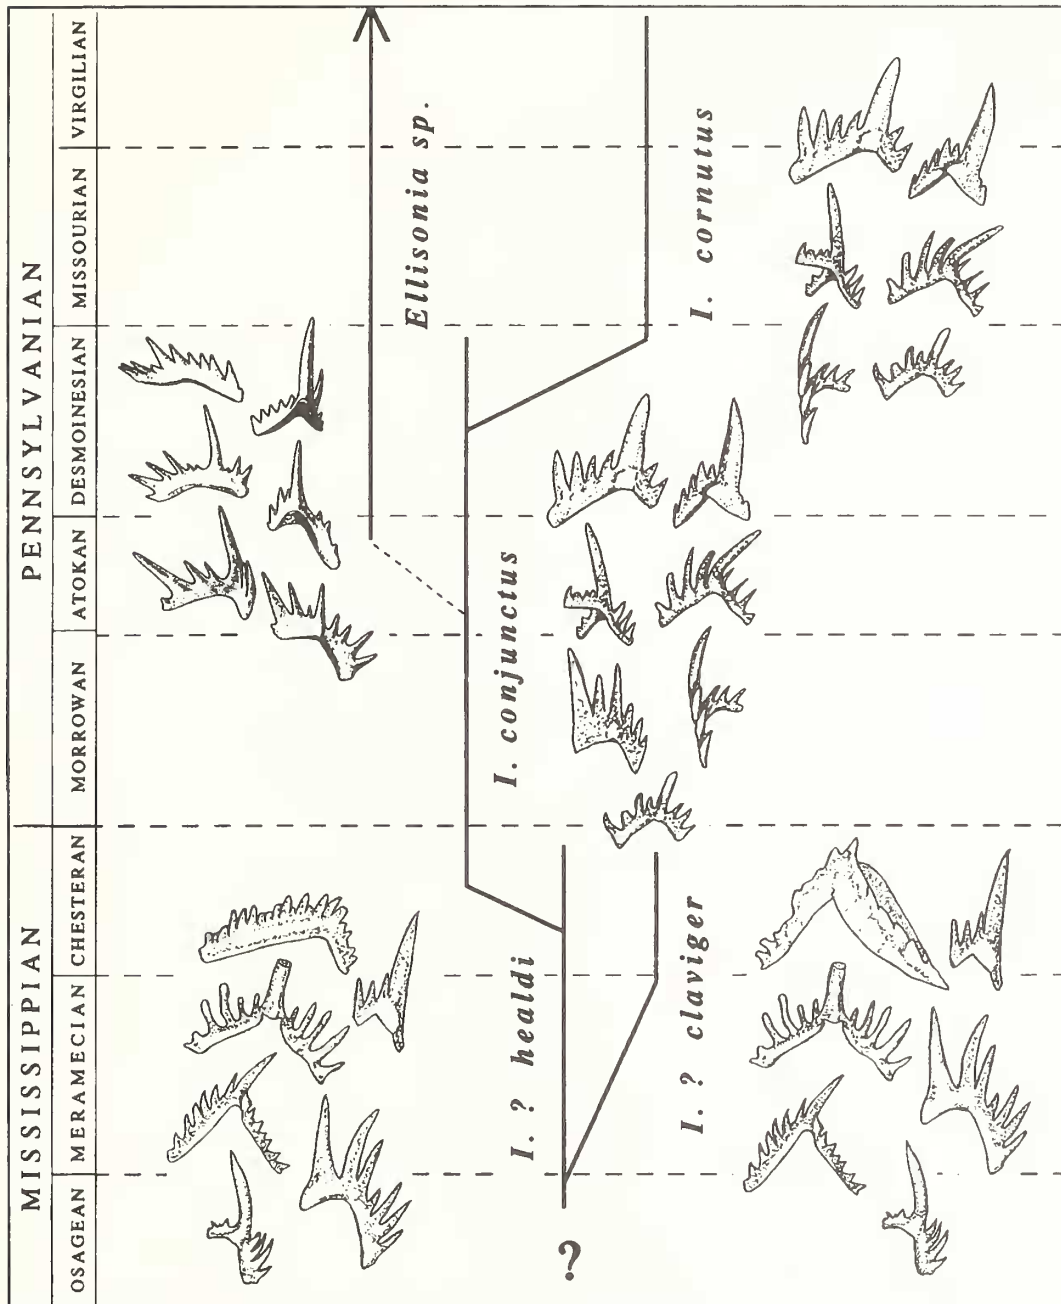 PENNSYLVANIAN
MISSISSIPPIAN
VIRGILIAN
MISSOURIAN
DESMOINESIAN
ATOKAN
MORROWAN
CHESTERAN
MERAMECIAN
OSAGEAN
Ellisonia sp.
I. cornutus
I. conjunctus
I. ? healdi
I. ? claviger
?